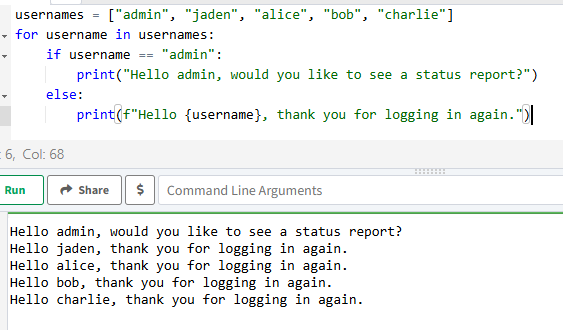 usernames = ["admin", "jaden", "alice", "bob", "charlie"]
for username in usernames:
    if username == "admin":
        print("Hello admin, would you like to see a status report?")
    else:
        print(f"Hello {username}, thank you for logging in again.")
: 6, Col: 68
Run Share $ Command Line Arguments
Hello admin, would you like to see a status report?
Hello jaden, thank you for logging in again.
Hello alice, thank you for logging in again.
Hello bob, thank you for logging in again.
Hello charlie, thank you for logging in again.